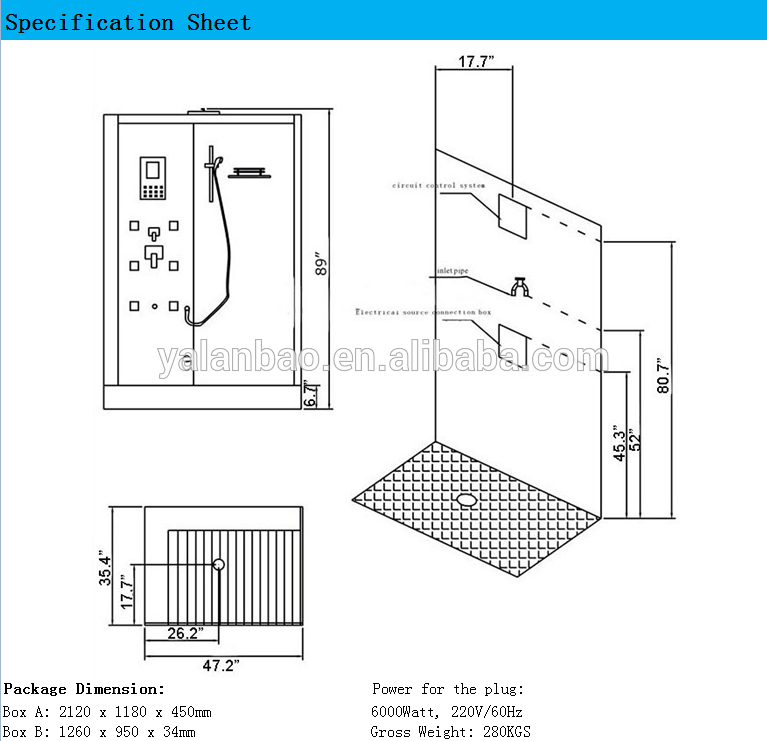 Specification Sheet
17.7”
circuit control system
89”
inlet pipe
Electrical source connection box
yalanbao.en.alibaba.com
80.7”
6.7”
45.3”
52”
35.4”
17.7”
26.2”
47.2”
Package Dimension:
Power for the plug:
Box A: 2120 x 1180 x 450mm
6000Watt, 220V/60Hz
Box B: 1260 x 950 x 34mm
Gross Weight: 280KGS